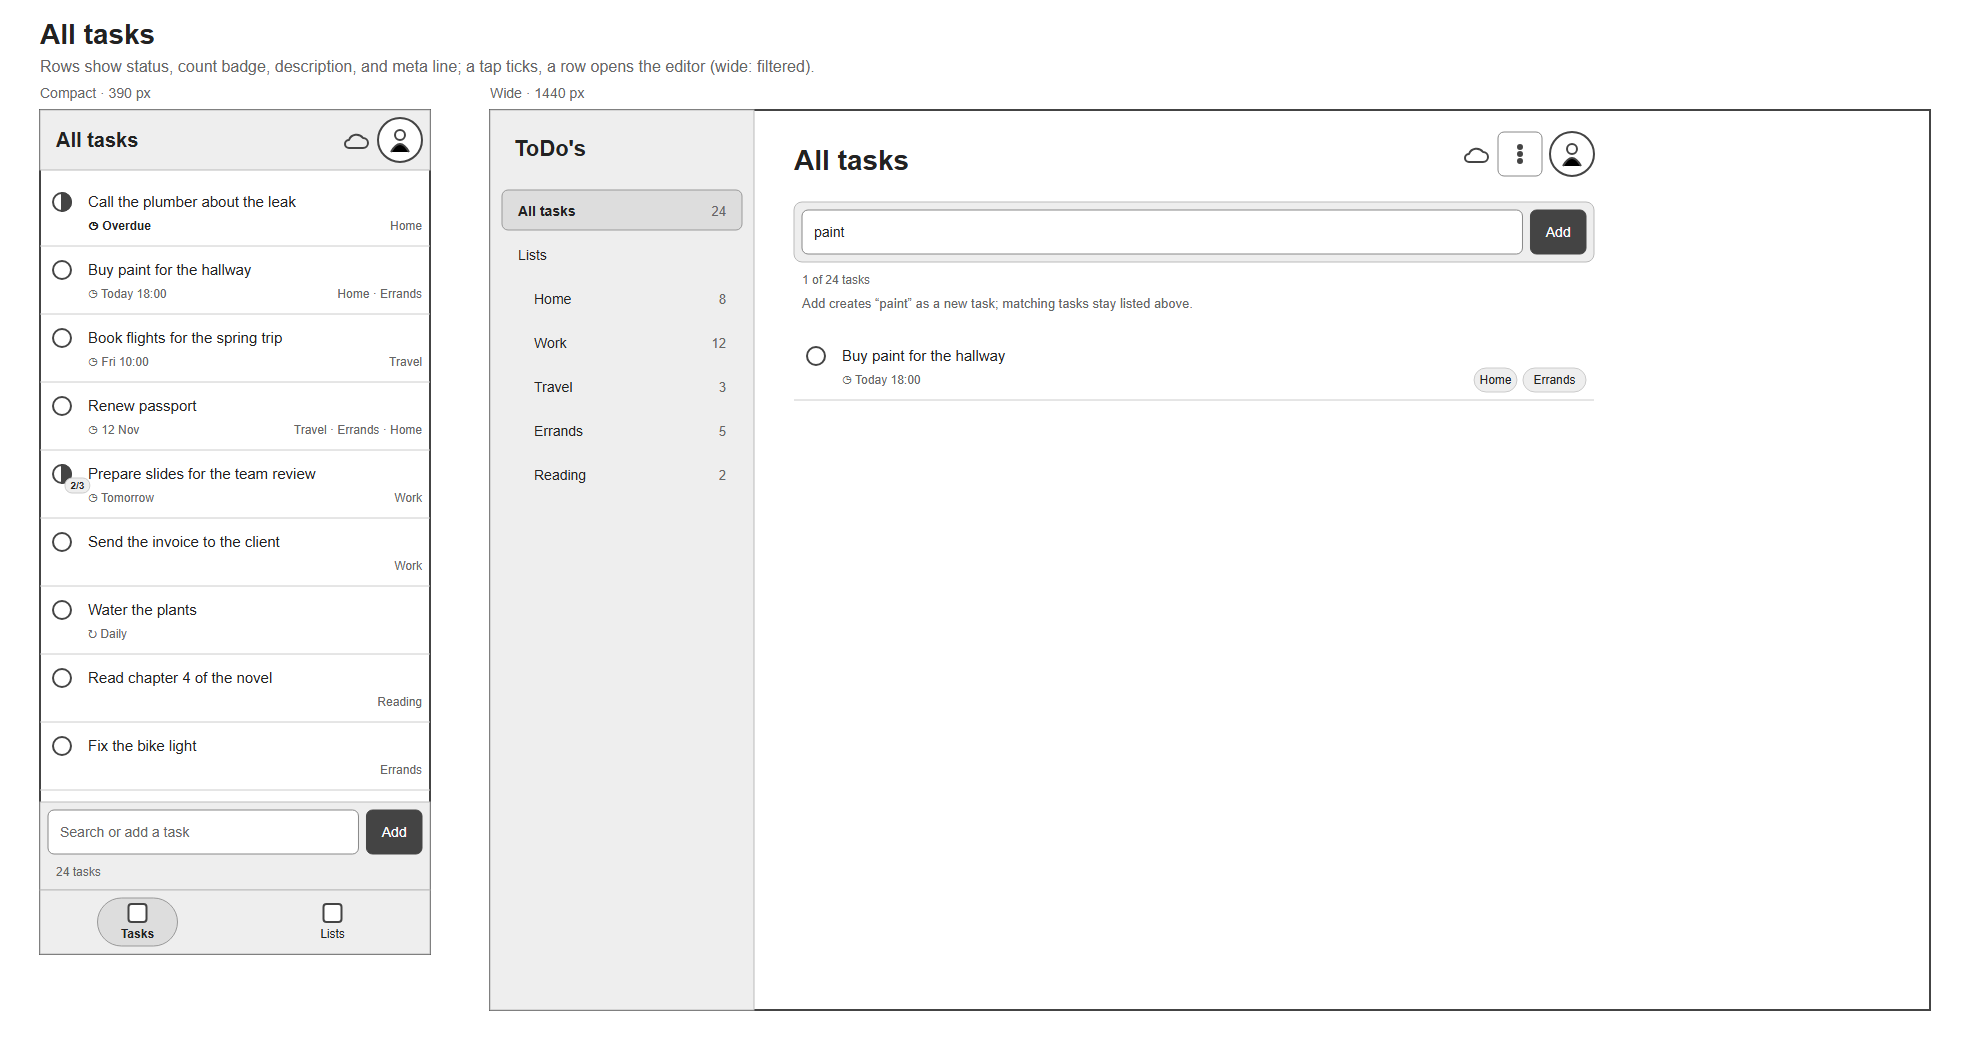 All tasks
Rows show status, count badge, description, and meta line; a tap ticks, a row opens the editor (wide: filtered).
Compact · 390 px
All tasks
Call the plumber about the leak
Overdue Home
Buy paint for the hallway
Today 18:00 Home · Errands
Book flights for the spring trip
Fri 10:00 Travel
Renew passport
12 Nov Travel · Errands · Home
Prepare slides for the team review
2/3
Tomorrow Work
Send the invoice to the client
Work
Water the plants
↻ Daily
Read chapter 4 of the novel
Reading
Fix the bike light
Errands
Search or add a task Add
24 tasks
Tasks Lists
Wide · 1440 px
ToDo's
All tasks 24
Lists
Home 8
Work 12
Travel 3
Errands 5
Reading 2
All tasks
paint Add
1 of 24 tasks
Add creates “paint” as a new task; matching tasks stay listed above.
Buy paint for the hallway
Today 18:00 Home Errands